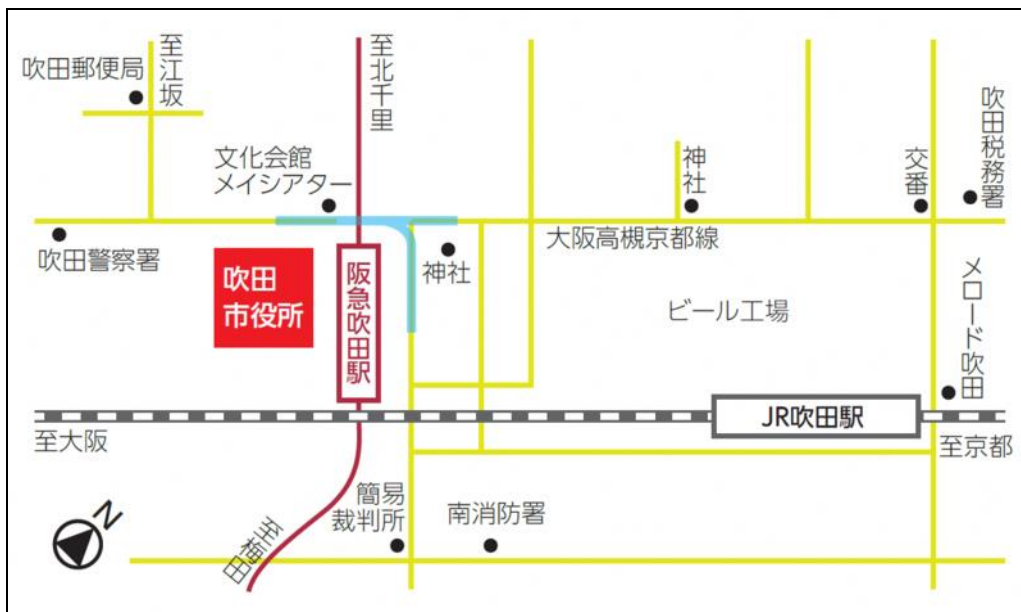 至江坂
吹田郵便局
至北千里
吹田税務署
文化会館
メイシアター
神社
交番
大阪高槻京都線
吹田警察署
吹田
市役所
阪急吹田駅
神社
ビール工場
メロード吹田
JR吹田駅
至大阪
至京都
簡易
裁判所
南消防署
至梅田
N